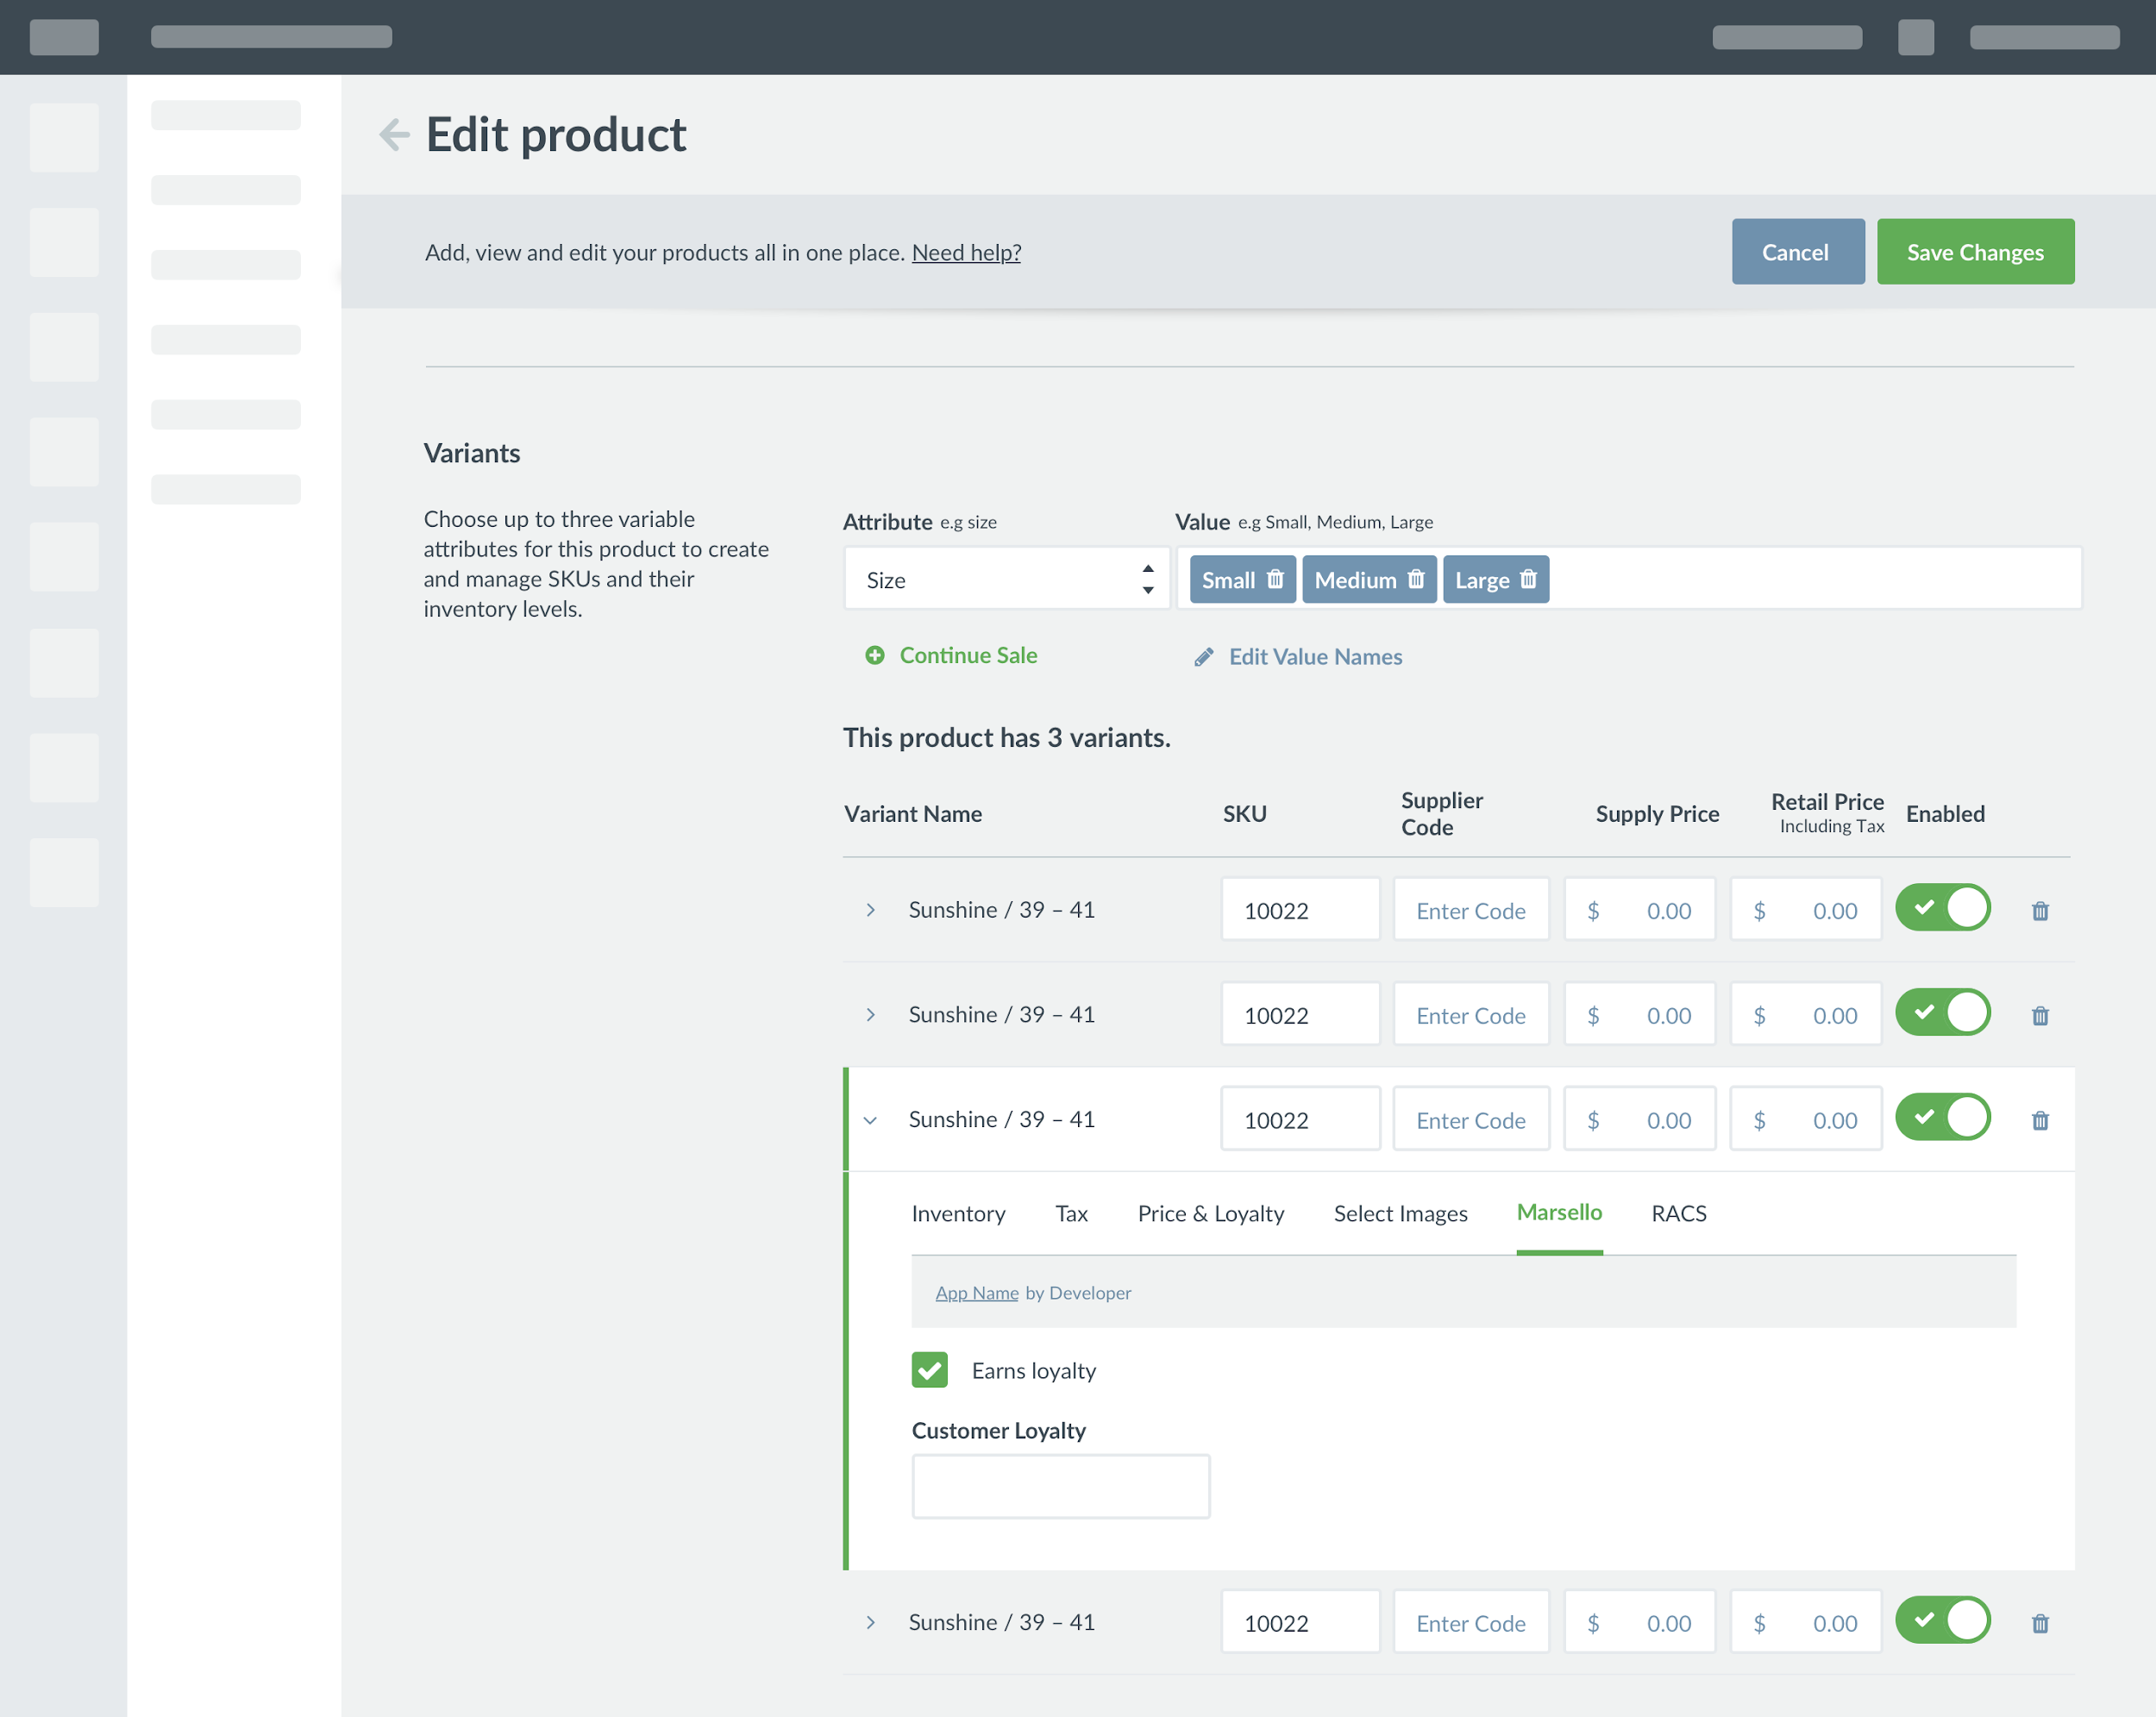 Edit product
Add, view and edit your products all in one place. Need help?
Cancel
Save Changes
Variants
Choose up to three variable
attributes for this product to create
and manage SKUs and their
inventory levels.
Attribute e.g size
Value e.g Small, Medium, Large
Size
Small
Medium
Large
Continue Sale
Edit Value Names
This product has 3 variants.
Variant Name
SKU
Supplier
Code
Supply Price
Retail Price
Including Tax
Enabled
Sunshine / 39 – 41
10022
Enter Code
$ 0.00
$ 0.00
Sunshine / 39 – 41
10022
Enter Code
$ 0.00
$ 0.00
Sunshine / 39 – 41
10022
Enter Code
$ 0.00
$ 0.00
Inventory
Tax
Price & Loyalty
Select Images
Marsello
RACS
App Name by Developer
Earns loyalty
Customer Loyalty
Sunshine / 39 – 41
10022
Enter Code
$ 0.00
$ 0.00